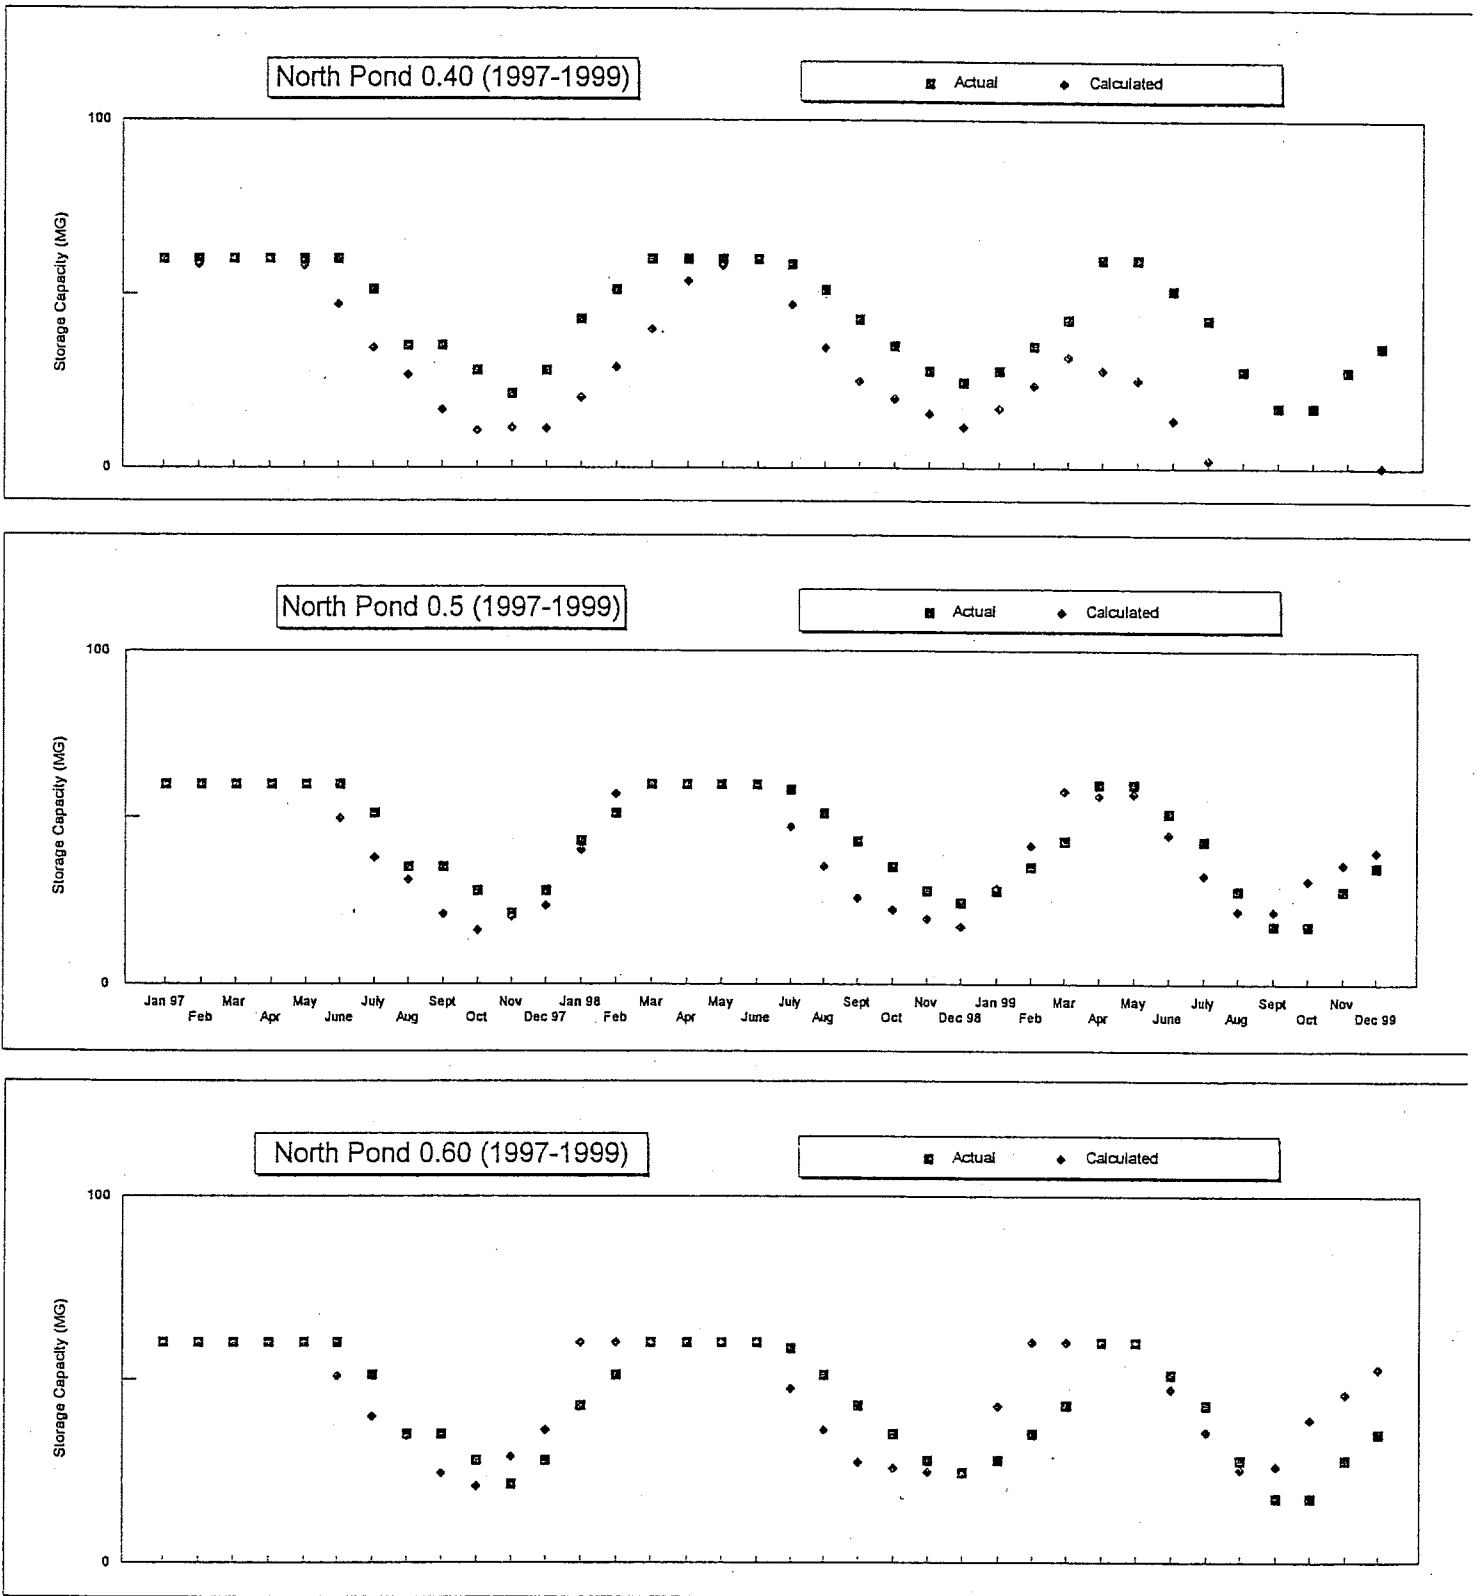 North Pond 0.40 (1997-1999)
Actual Calculated
100
Storage Capacity (MG)
0
North Pond 0.5 (1997-1999)
Actual Calculated
100
Storage Capacity (MG)
0
Jan 97 Mar May July Sept Nov Jan 98 Mar May July Sept Nov Jan 99 Mar May July Sept Nov
Feb Apr June Aug Oct Dec 97 Feb Apr June Aug Oct Dec 98 Feb Apr June Aug Oct Dec 99
North Pond 0.60 (1997-1999)
Actual Calculated
100
Storage Capacity (MG)
0